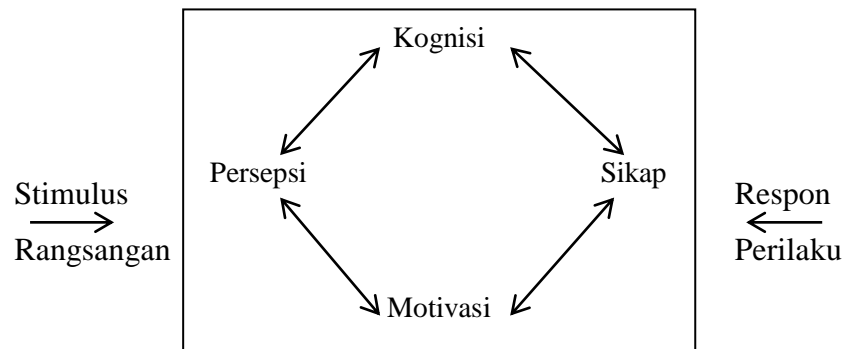 Kognisi
Persepsi
Sikap
Stimulus
Rangsangan
Respon
Perilaku
Motivasi